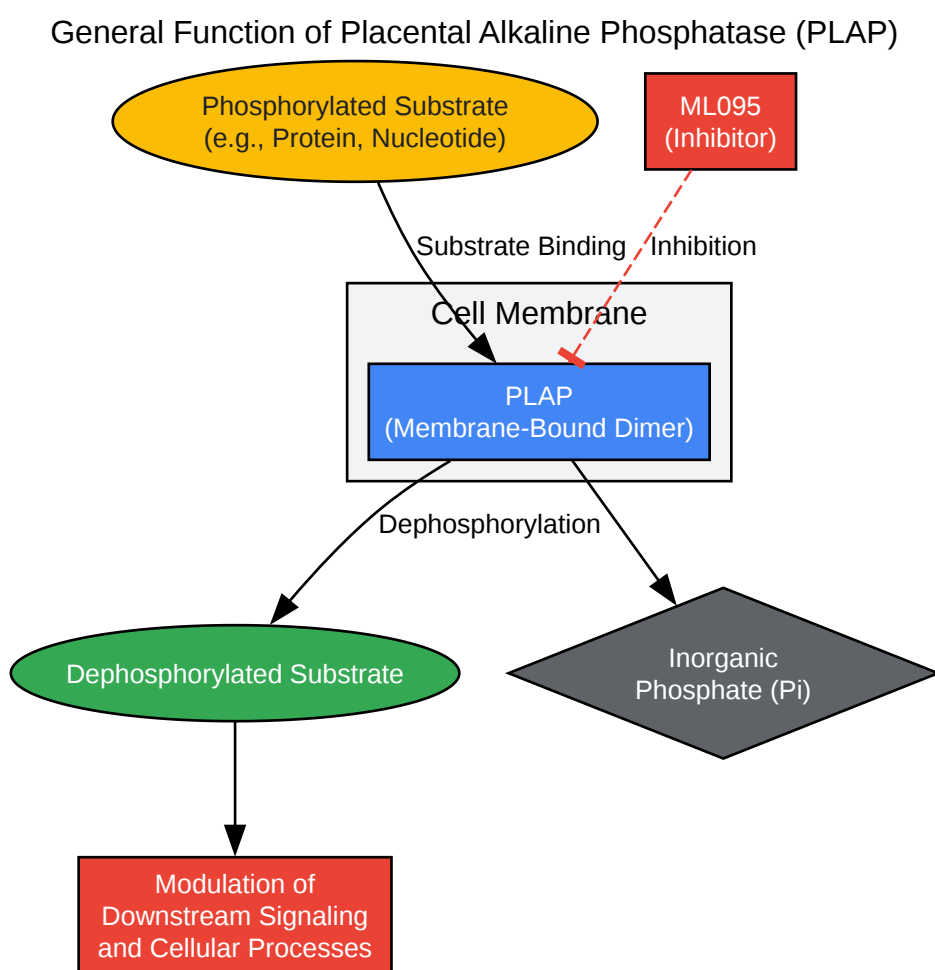 General Function of Placental Alkaline Phosphatase (PLAP)
Phosphorylated Substrate
(e.g., Protein, Nucleotide)
ML095
(Inhibitor)
Substrate Binding
Inhibition
Cell Membrane
PLAP
(Membrane-Bound Dimer)
Dephosphorylation
Dephosphorylated Substrate
Inorganic
Phosphate (Pi)
Modulation of
Downstream Signaling
and Cellular Processes